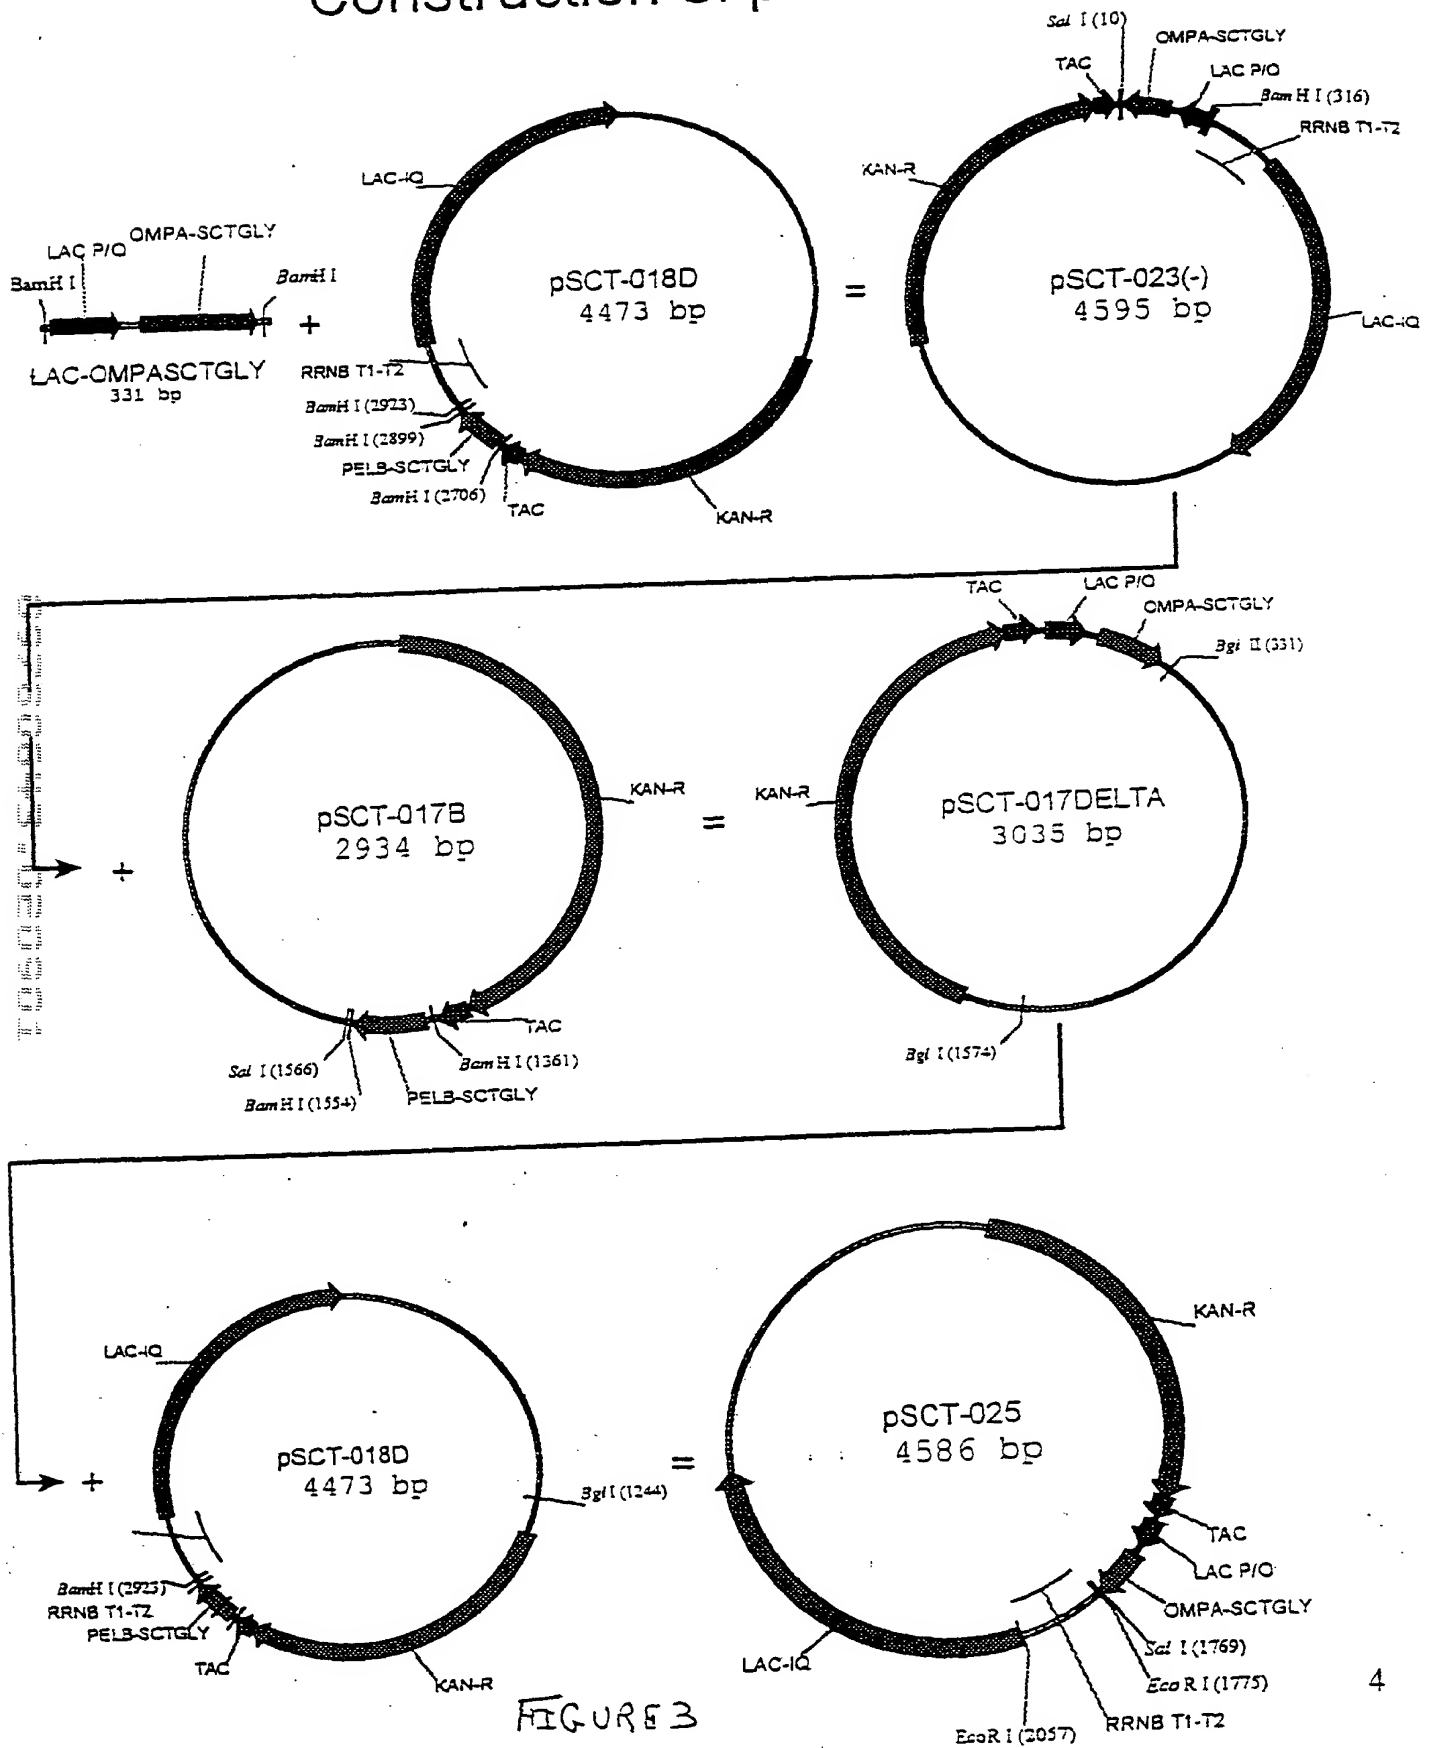 Construction of p
Sal I (10)
OMPA-SCTGLY
TAC
LAC P/O
BamH I (316)
RRNB T1-T2
LAC-IQ
KAN-R
OMPA-SCTGLY
LAC P/O
BamH I
BamH I
pSCT-018D
4473 bp
=
pSCT-023(-)
4595 bp
+
LAC-IQ
LAC-OMPASCTGLY
331 bp
RRNB T1-T2
BamH I (2923)
BamH I (2899)
PELB-SCTGLY
BamH I (2706)
TAC
KAN-R
TAC
LAC P/O
OMPA-SCTGLY
Bgl II (331)
KAN-R
KAN-R
pSCT-017B
2934 bp
=
pSCT-017DELTA
3035 bp
+
TAC
Sal I (1566)
BamH I (1361)
BamH I (1554)
PELB-SCTGLY
Bgl I (1574)
KAN-R
LAC-IQ
pSCT-018D
4473 bp
=
pSCT-025
4586 bp
+
Bgl I (1244)
TAC
LAC P/O
BamH I (2923)
RRNB T1-T2
PELB-SCTGLY
OMPA-SCTGLY
TAC
LAC-IQ
Sal I (1769)
KAN-R
EcoR I (1775)
4
FIGURE 3
RRNB T1-T2
EcoR I (2057)